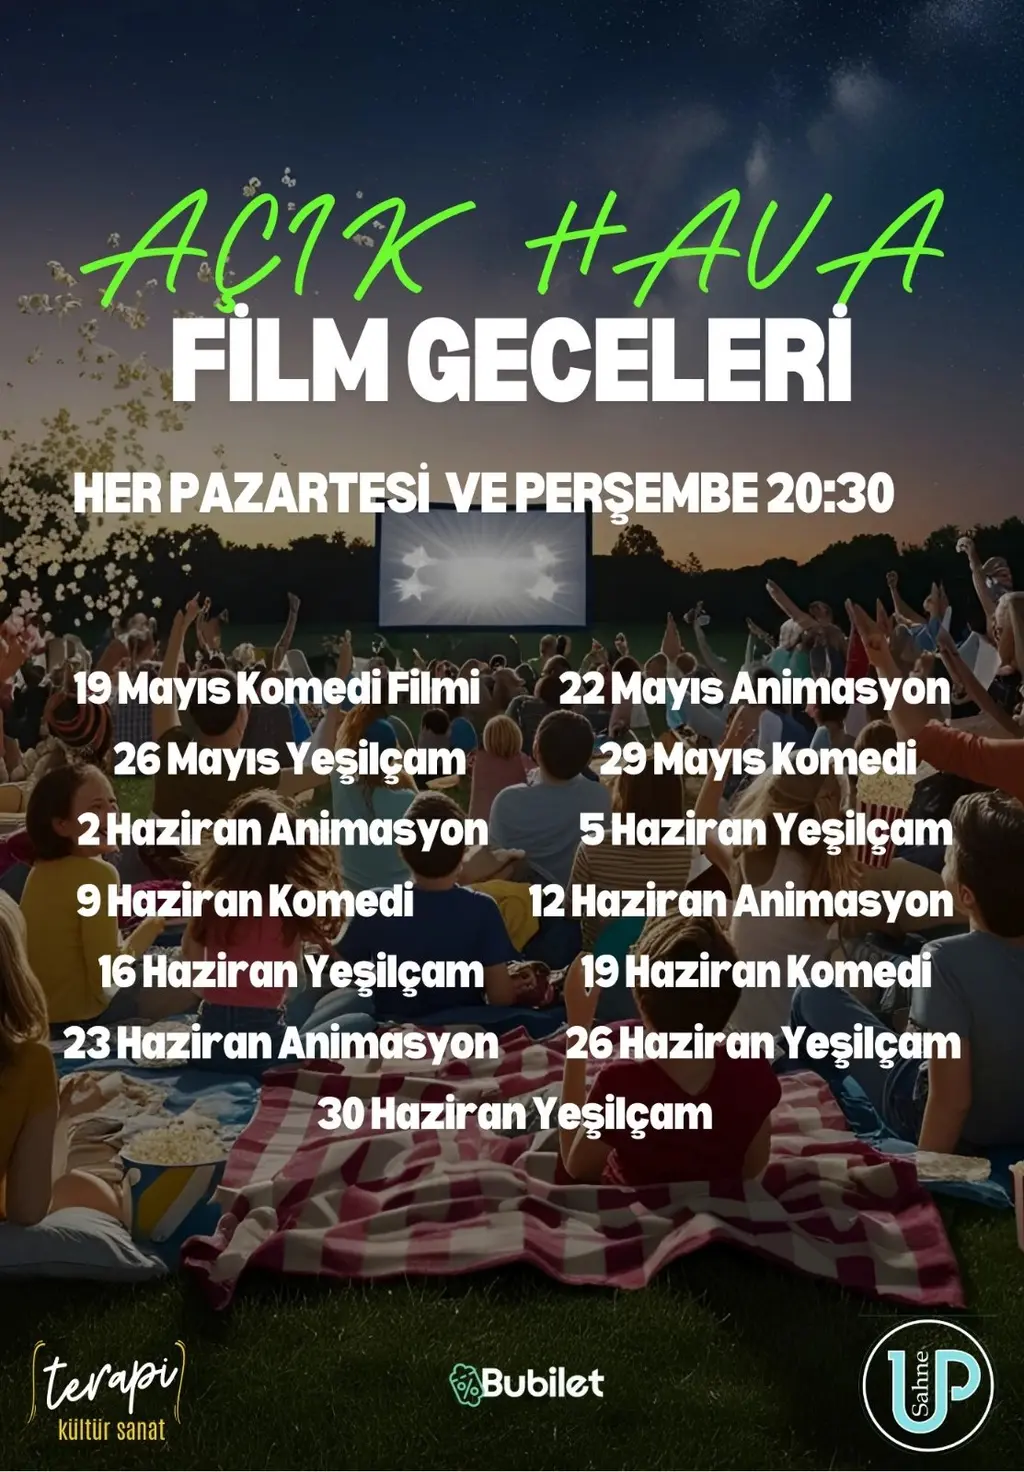 AÇIK HAVA
FİLM GECELERİ
HER PAZARTESİ VE PERŞEMBE 20:30
19 Mayıs Komedi Filmi
22 Mayıs Animasyon
26 Mayıs Yeşilçam
29 Mayıs Komedi
2 Haziran Animasyon
5 Haziran Yeşilçam
9 Haziran Komedi
12 Haziran Animasyon
16 Haziran Yeşilçam
19 Haziran Komedi
23 Haziran Animasyon
26 Haziran Yeşilçam
30 Haziran Yeşilçam
terapi
kültür sanat
Bubilet
UP Sahne